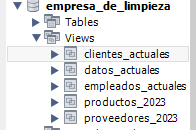 empresa_de_limpieza
Tables
Views
clientes_actuales
datos_actuales
empleados_actuales
productos_2023
proveedores_2023